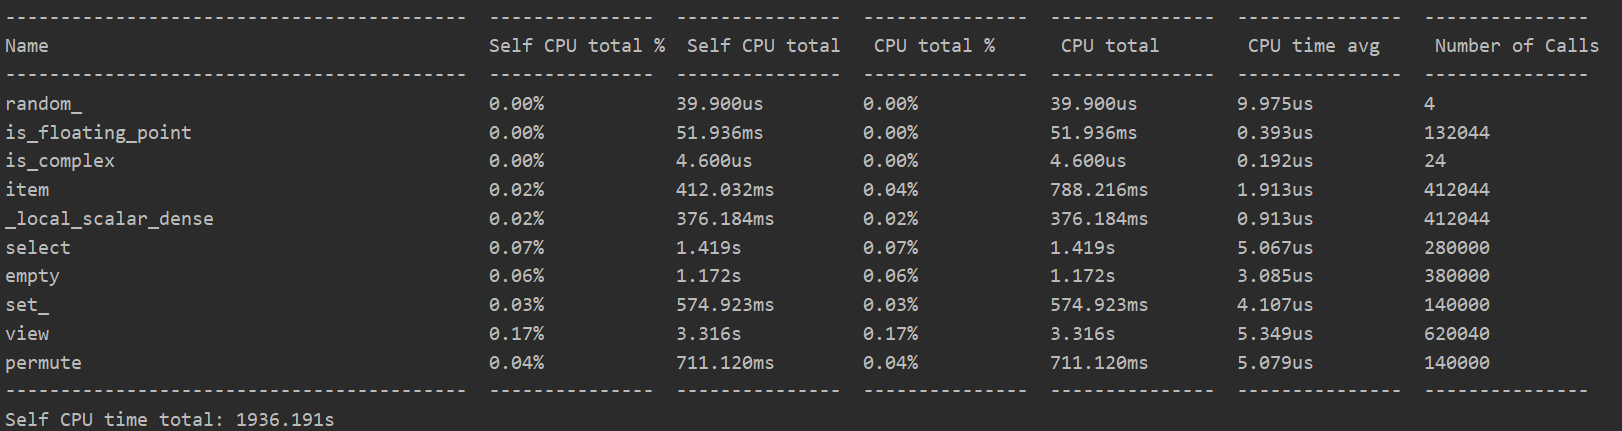 ------------------------------------------  ---------------  ---------------  ---------------  ---------------  ---------------  ---------------
Name                                        Self CPU total %  Self CPU total   CPU total %      CPU total        CPU time avg     Number of Calls
------------------------------------------  ---------------  ---------------  ---------------  ---------------  ---------------  ---------------
random_                                     0.00%            39.900us         0.00%            39.900us         9.975us          4
is_floating_point                           0.00%            51.936ms         0.00%            51.936ms         0.393us          132044
is_complex                                  0.00%            4.600us          0.00%            4.600us          0.192us          24
item                                        0.02%            412.032ms        0.04%            788.216ms        1.913us          412044
_local_scalar_dense                         0.02%            376.184ms        0.02%            376.184ms        0.913us          412044
select                                      0.07%            1.419s           0.07%            1.419s           5.067us          280000
empty                                       0.06%            1.172s           0.06%            1.172s           3.085us          380000
set_                                        0.03%            574.923ms        0.03%            574.923ms        4.107us          140000
view                                        0.17%            3.316s           0.17%            3.316s           5.349us          620040
permute                                     0.04%            711.120ms        0.04%            711.120ms        5.079us          140000
------------------------------------------  ---------------  ---------------  ---------------  ---------------  ---------------  ---------------
Self CPU time total: 1936.191s